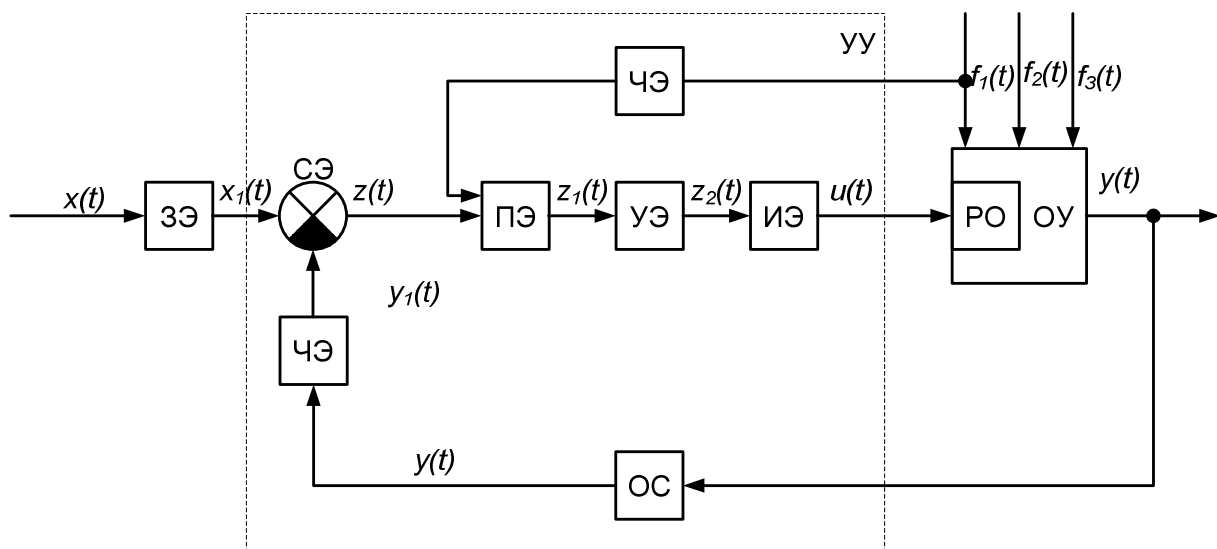 УУ
ЧЭ
f₁(t)
f₂(t)
f₃(t)
СЭ
x(t)
ЗЭ
x₁(t)
z(t)
ПЭ
z₁(t)
УЭ
z₂(t)
ИЭ
u(t)
РО
ОУ
y(t)
y₁(t)
ЧЭ
y(t)
ОС